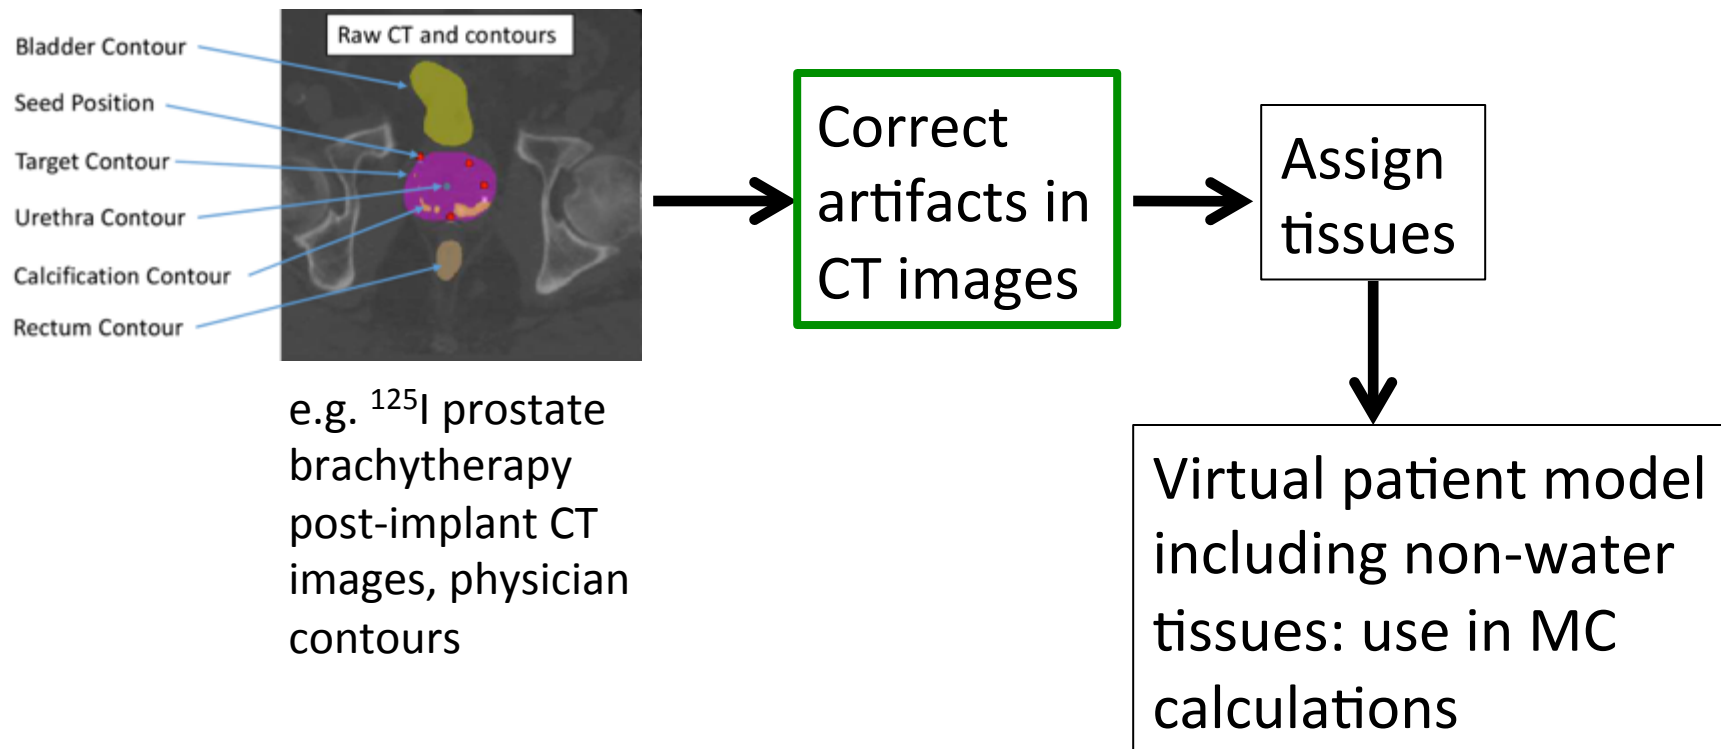 Raw CT and contours
Bladder Contour
Seed Position
Target Contour
Urethra Contour
Calcification Contour
Rectum Contour
e.g. ¹²⁵I prostate
brachytherapy
post-implant CT
images, physician
contours
Correct
artifacts in
CT images
Assign
tissues
Virtual patient model
including non-water
tissues: use in MC
calculations